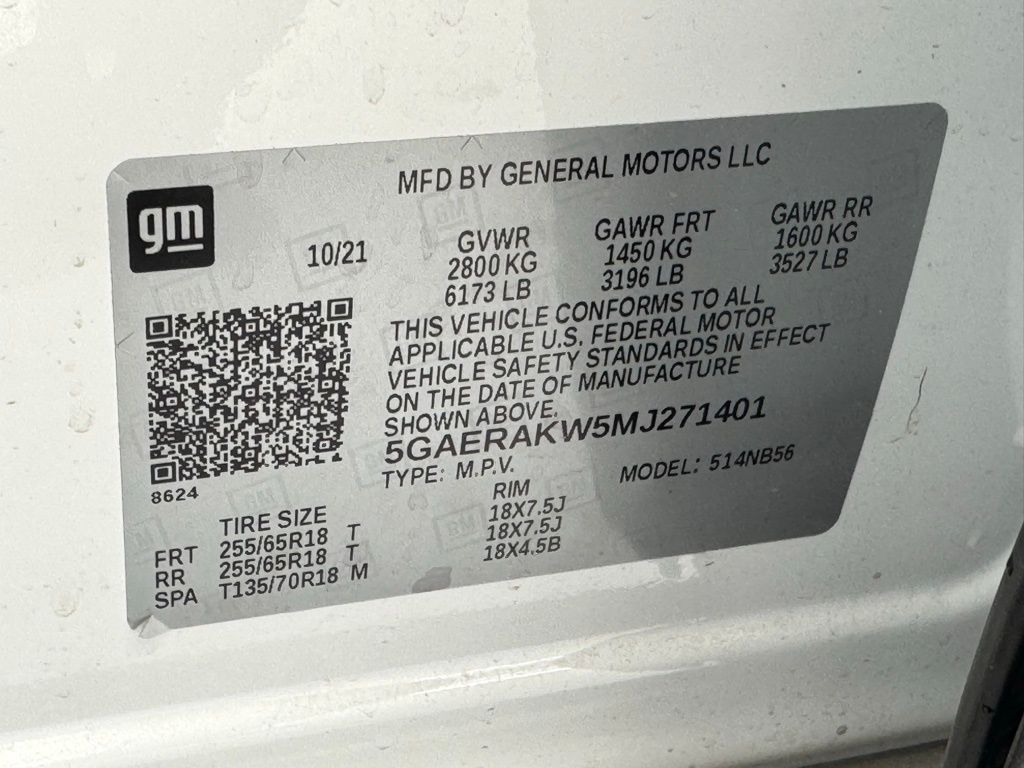 MFD BY GENERAL MOTORS LLC
gm
10/21
GVWR GAWR FRT GAWR RR
2800 KG 1450 KG 1600 KG
6173 LB 3196 LB 3527 LB
THIS VEHICLE CONFORMS TO ALL
APPLICABLE U.S. FEDERAL MOTOR
VEHICLE SAFETY STANDARDS IN EFFECT
ON THE DATE OF MANUFACTURE
SHOWN ABOVE.
5GAERAKW5MJ271401
TYPE: M.P.V. MODEL: 514NB56
8624
TIRE SIZE RIM
FRT 255/65R18 T 18X7.5J
RR 255/65R18 T 18X7.5J
SPA T135/70R18 M 18X4.5B